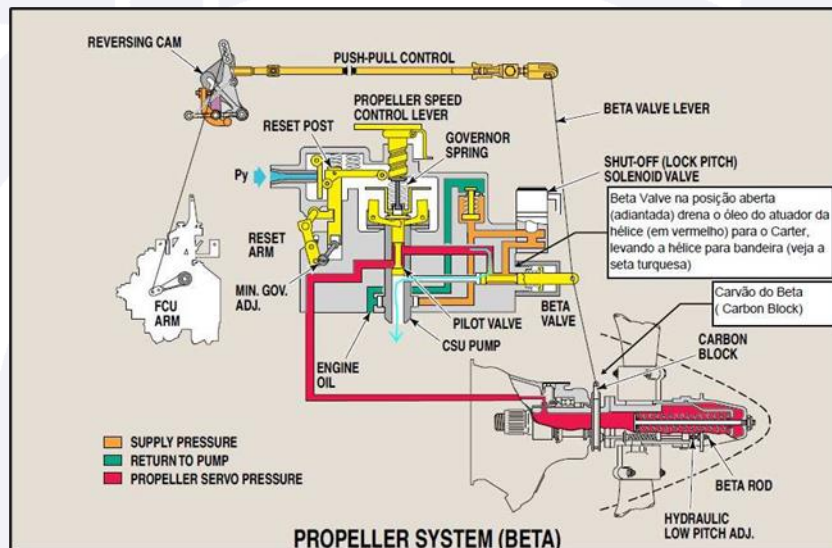 REVERSING CAM
PUSH-PULL CONTROL
PROPELLER SPEED
CONTROL LEVER
RESET POST
GOVERNOR
SPRING
BETA VALVE LEVER
SHUT-OFF (LOCK PITCH)
SOLENOID VALVE
Py
Beta Valve na posição aberta
(adiantada) drena o óleo do atuador da
hélice (em vermelho) para o Carter,
levando a hélice para bandeira (veja a
seta turquesa)
RESET
ARM
MIN. GOV.
ADJ.
FCU
ARM
PILOT VALVE
BETA
VALVE
Carvão do Beta
( Carbon Block)
CSU PUMP
ENGINE
OIL
CARBON
BLOCK
SUPPLY PRESSURE
RETURN TO PUMP
PROPELLER SERVO PRESSURE
BETA ROD
HYDRAULIC
LOW PITCH ADJ.
PROPELLER SYSTEM (BETA)